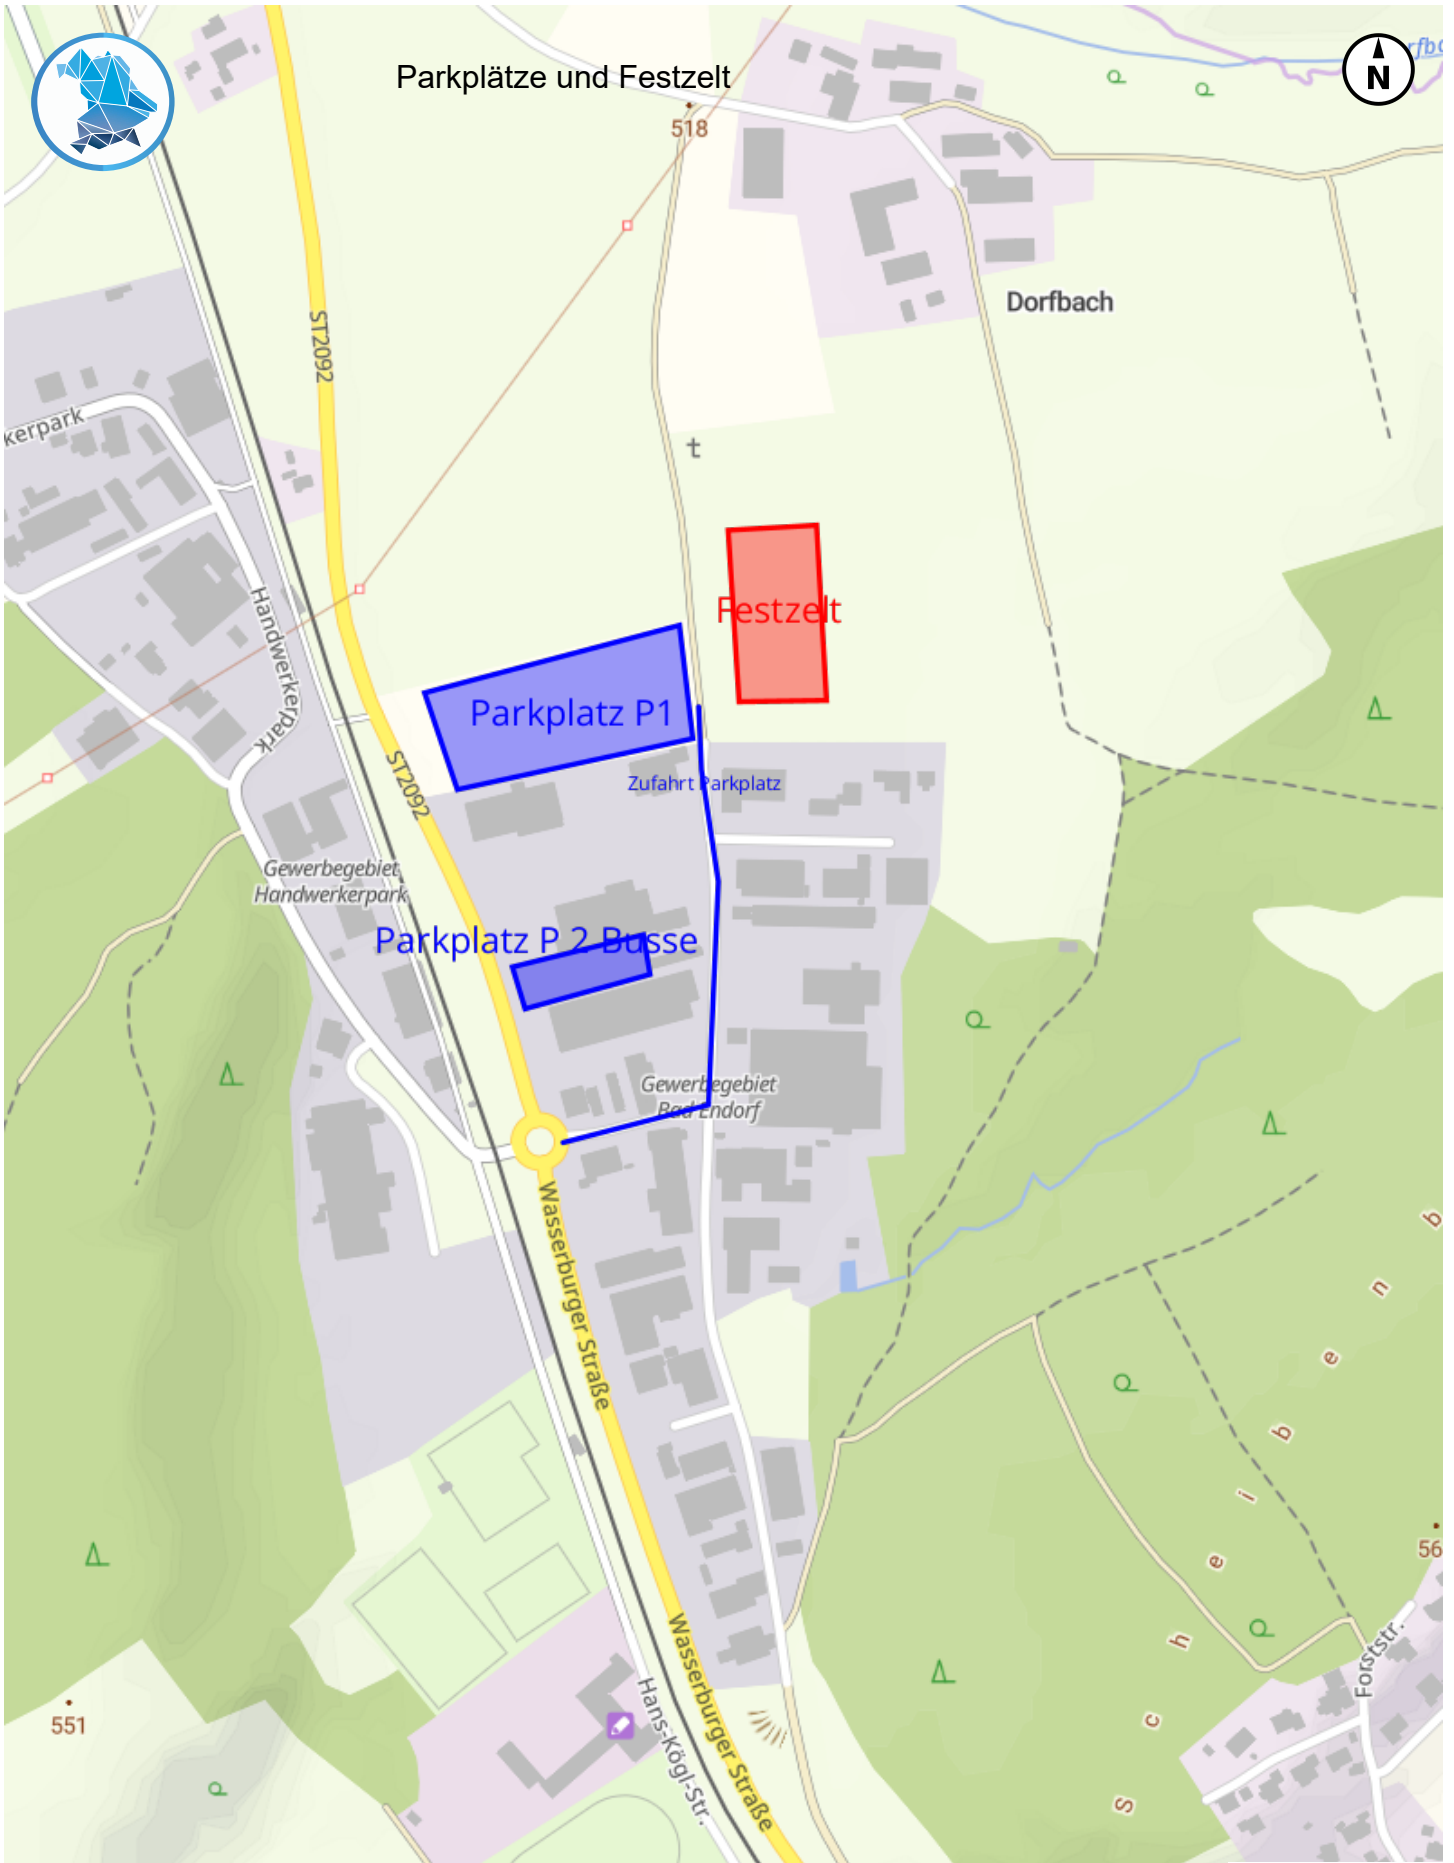 Parkplätze und Festzelt
N
518
Dorfbach
ST2092
kerpark
t
Festzelt
Handwerkerpark
Parkplatz P1
ST2092
Zufahrt Parkplatz
Gewerbegebiet
Handwerkerpark
Parkplatz P 2 Busse
Gewerbegebiet
Bad Endorf
Wasserburger Straße
Scheibenb
56
Forststr.
Wasserburger Straße
Hans-Kögl-Str.
551